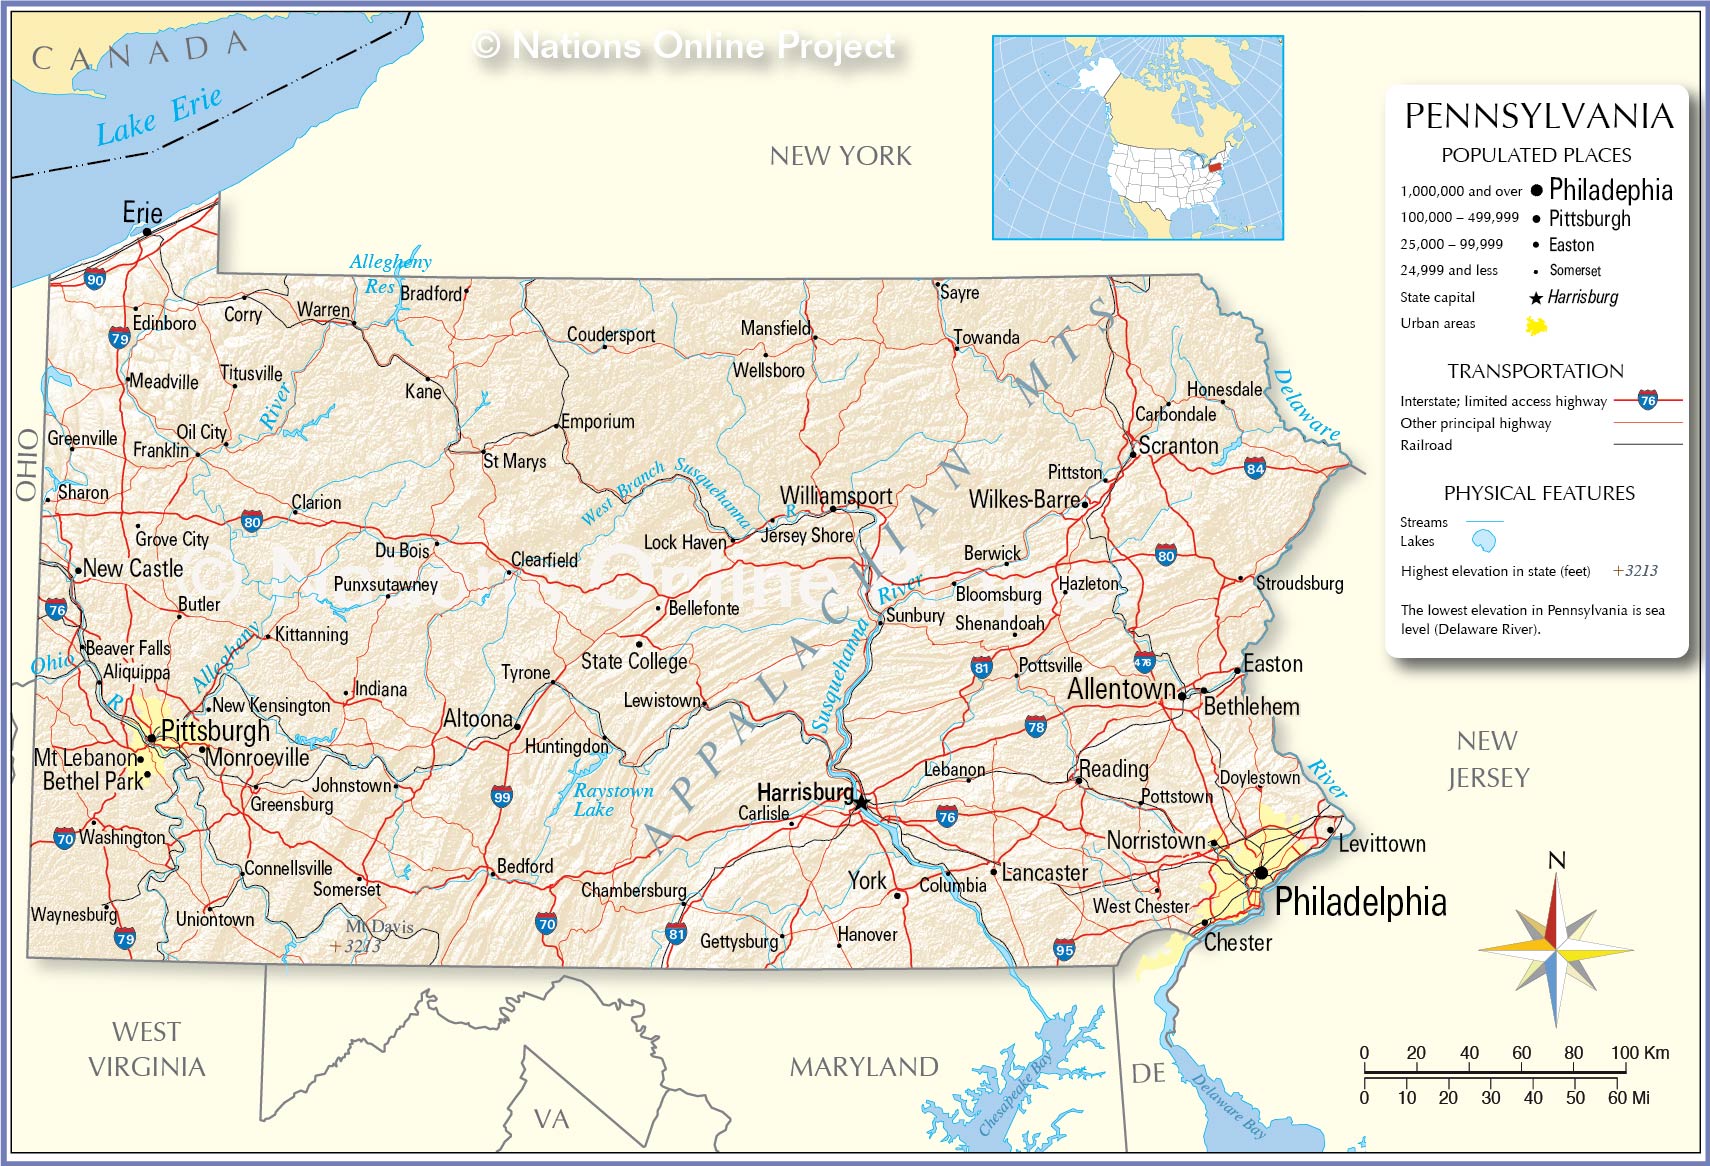 © Nations Online Project
CANADA
Lake Erie
NEW YORK
PENNSYLVANIA
POPULATED PLACES
1,000,000 and over Philadephia
100,000 – 499,999 Pittsburgh
25,000 – 99,999 Easton
24,999 and less Somerset
State capital Harrisburg
Urban areas
TRANSPORTATION
Interstate; limited access highway 76
Other principal highway
Railroad
PHYSICAL FEATURES
Streams
Lakes
Highest elevation in state (feet) +3213
The lowest elevation in Pennsylvania is sea
level (Delaware River).
Erie
90
Allegheny
Res
Bradford
Sayre
Edinboro
Corry
Warren
79
Coudersport
Mansfield
Towanda
Wellsboro
Meadville
Titusville
Kane
Honesdale
Delaware
Carbondale
River
Emporium
Oil City
Greenville
Franklin
St Marys
Scranton
OHIO
84
Pittston
West Branch Susquehanna
R
Williamsport
Wilkes-Barre
Sharon
Clarion
80
Grove City
Du Bois
Lock Haven
Jersey Shore
Berwick
80
New Castle
Clearfield
© Nations Online Project
Punxsutawney
Hazleton
Stroudsburg
76
Butler
Bellefonte
River
Bloomsburg
Sunbury
Shenandoah
Kittanning
Beaver Falls
Ohio
Aliquippa
Allegheny
State College
Susquehanna
81
Pottsville
476
Easton
Tyrone
Indiana
Allentown
R
New Kensington
Lewistown
Bethlehem
Pittsburgh
Altoona
78
Huntingdon
Mt Lebanon
Monroeville
NEW
JERSEY
Bethel Park
Johnstown
Lebanon
Reading
Doylestown
River
Greensburg
99
Raystown
Lake
Harrisburg
Carlisle
Pottstown
76
70
Washington
Norristown
Levittown
APPALACHIAN MTS
Connellsville
Bedford
Somerset
Chambersburg
York
Columbia
Lancaster
Waynesburg
Uniontown
West Chester
Philadelphia
79
Mt Davis
+3213
70
81
Gettysburg
Hanover
95
Chester
N
WEST
VIRGINIA
VA
MARYLAND
DE
Chesapeake Bay
Delaware Bay
0 20 40 60 80 100 Km
0 10 20 30 40 50 60 Mi